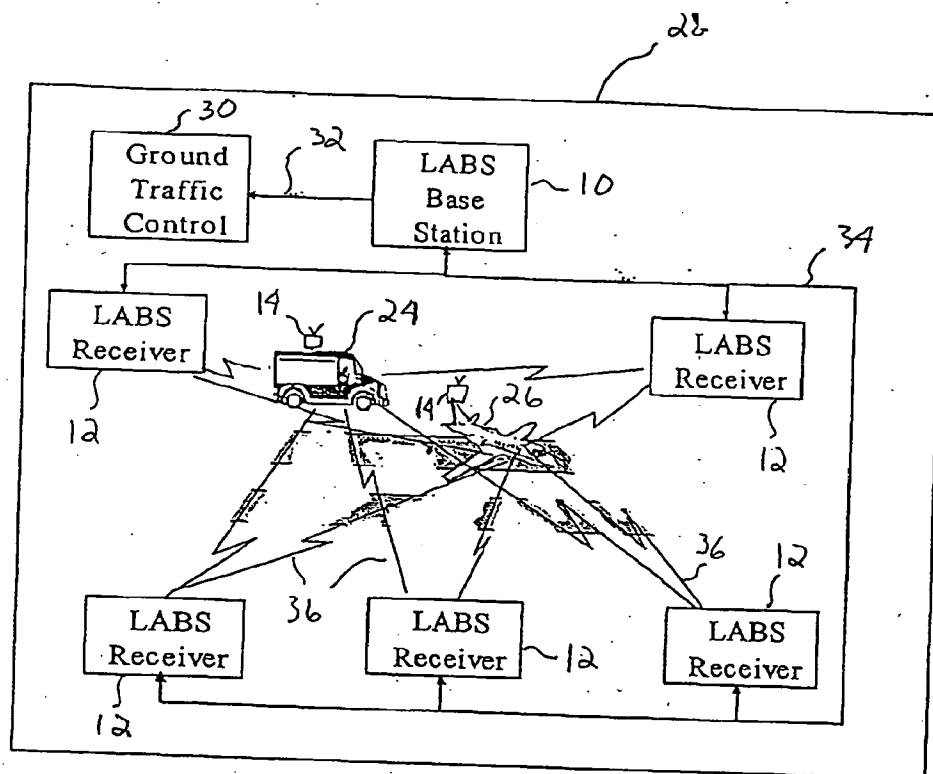 28
30
Ground
Traffic
Control
32
LABS
Base
Station
10
34
LABS
Receiver
12
14
24
14
26
LABS
Receiver
12
36
36
LABS
Receiver
12
LABS
Receiver
12
LABS
Receiver
12